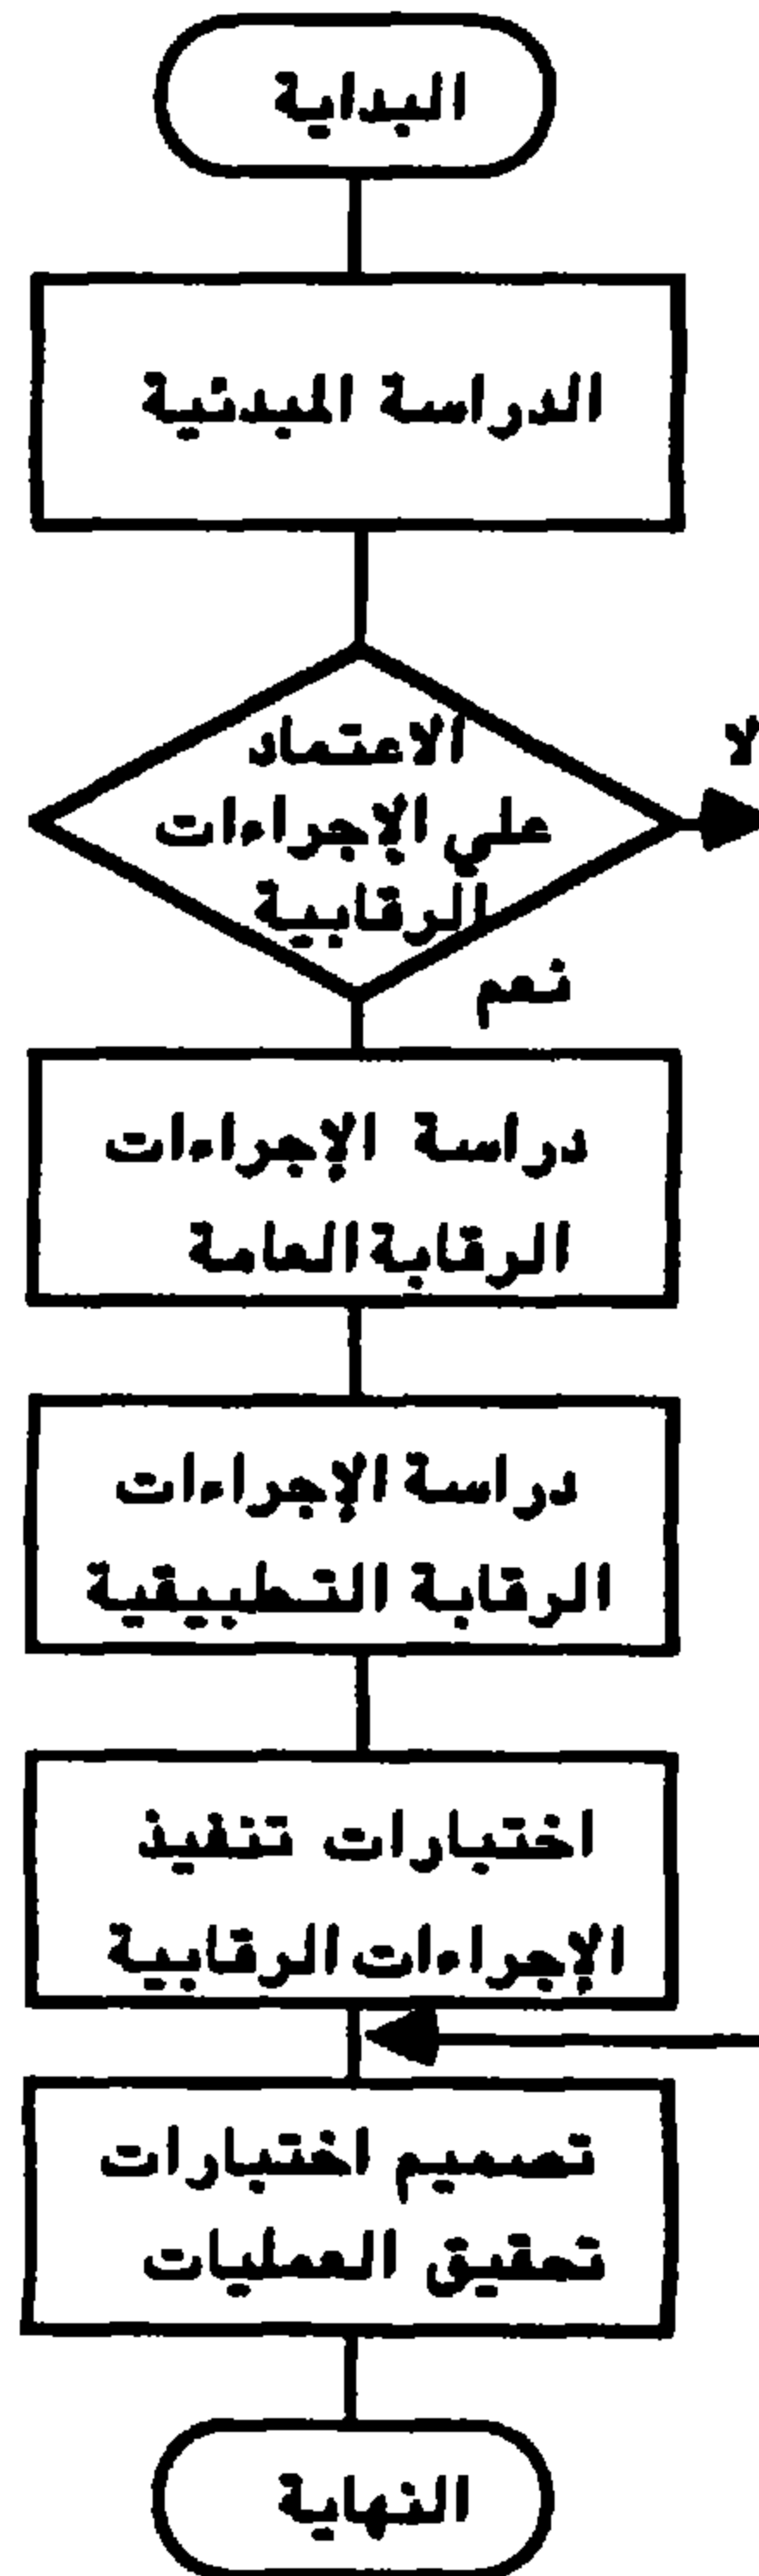 البداية
الدراسة المبدئية
الاعتماد
علي الإجراءات
الرقابية
لا
نعم
دراسة الإجراءات
الرقابة العامة
دراسة الإجراءات
الرقابة التطبيقية
اختبارات تنفيذ
الإجراءات الرقابية
تصميم اختبارات
تحقيق العمليات
النهاية